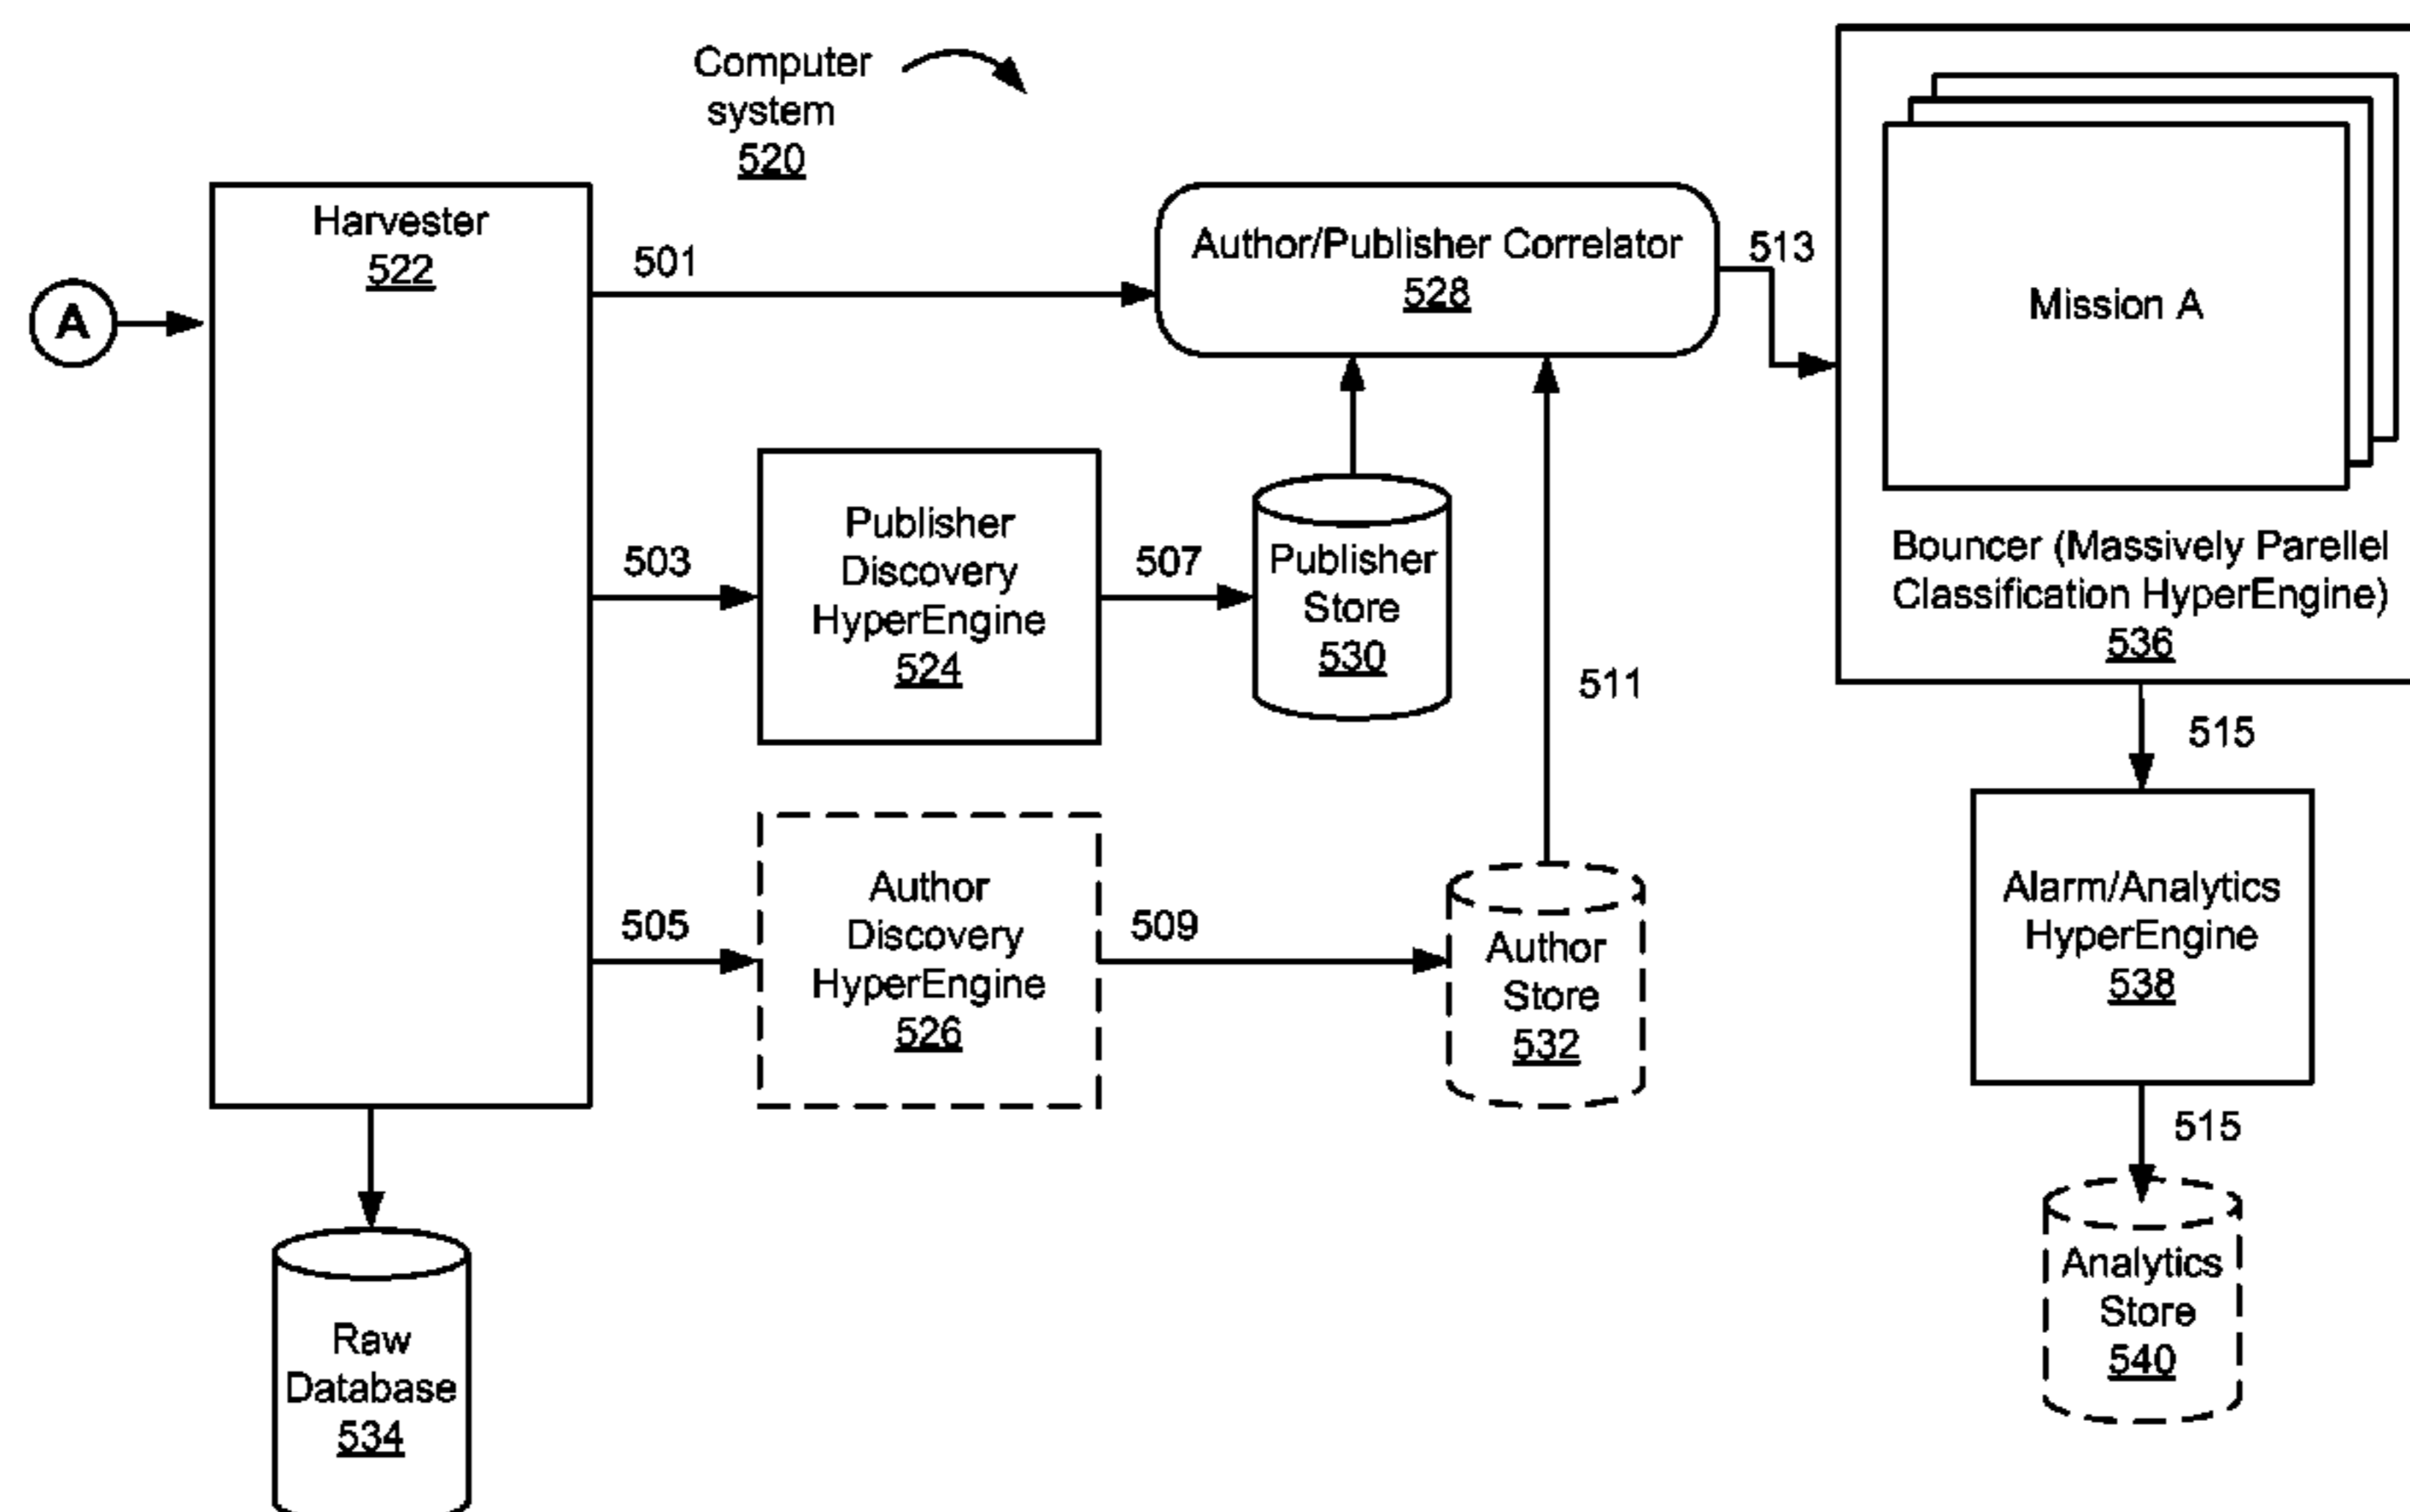 Computer
system
520
Harvester
522
A
501
Author/Publisher Correlator
528
513
Mission A
Bouncer (Massively Parellel
Classification HyperEngine)
536
503
Publisher
Discovery
HyperEngine
524
507
Publisher
Store
530
511
515
505
Author
Discovery
HyperEngine
526
509
Author
Store
532
Alarm/Analytics
HyperEngine
538
515
Analytics
Store
540
Raw
Database
534